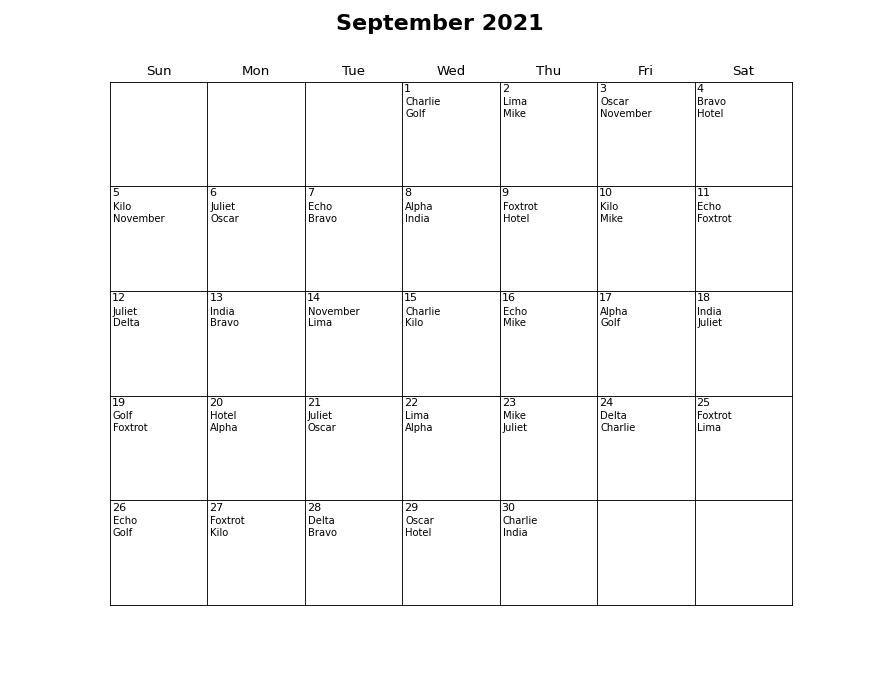 September 2021
Sun Mon Tue Wed Thu Fri Sat
1
Charlie
Golf
2
Lima
Mike
3
Oscar
November
4
Bravo
Hotel
5
Kilo
November
6
Juliet
Oscar
7
Echo
Bravo
8
Alpha
India
9
Foxtrot
Hotel
10
Kilo
Mike
11
Echo
Foxtrot
12
Juliet
Delta
13
India
Bravo
14
November
Lima
15
Charlie
Kilo
16
Echo
Mike
17
Alpha
Golf
18
India
Juliet
19
Golf
Foxtrot
20
Hotel
Alpha
21
Juliet
Oscar
22
Lima
Alpha
23
Mike
Juliet
24
Delta
Charlie
25
Foxtrot
Lima
26
Echo
Golf
27
Foxtrot
Kilo
28
Delta
Bravo
29
Oscar
Hotel
30
Charlie
India